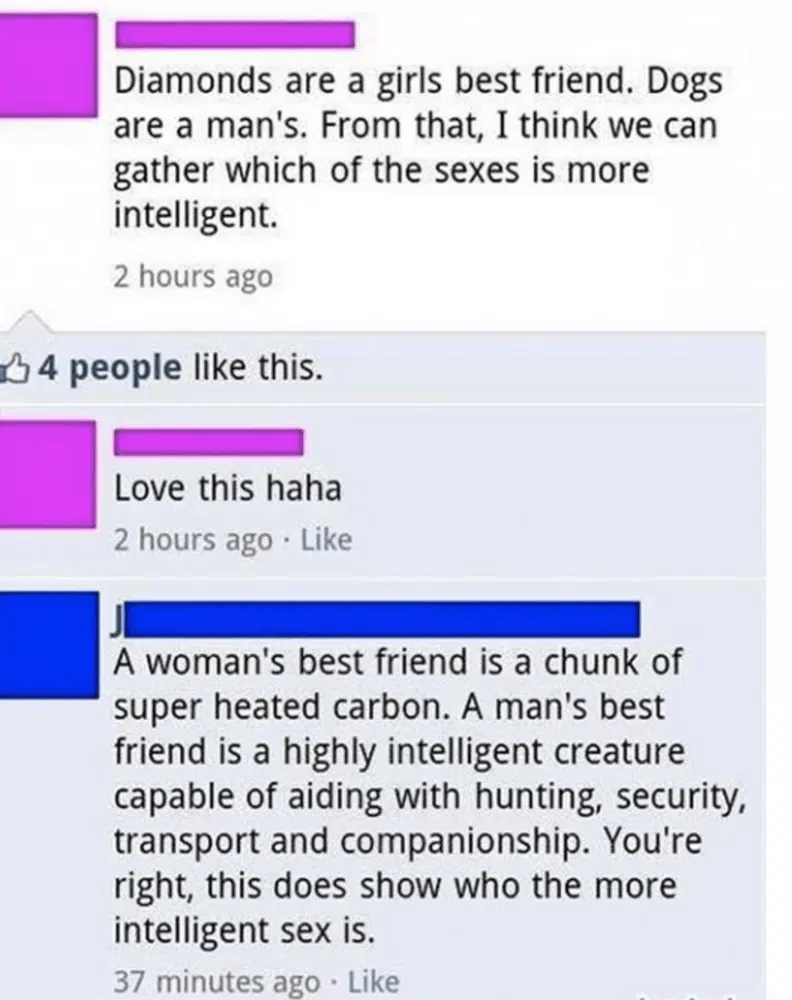 Diamonds are a girls best friend. Dogs
are a man's. From that, I think we can
gather which of the sexes is more
intelligent.
2 hours ago
4 people like this.
Love this haha
2 hours ago · Like
J
A woman's best friend is a chunk of
super heated carbon. A man's best
friend is a highly intelligent creature
capable of aiding with hunting, security,
transport and companionship. You're
right, this does show who the more
intelligent sex is.
37 minutes ago · Like